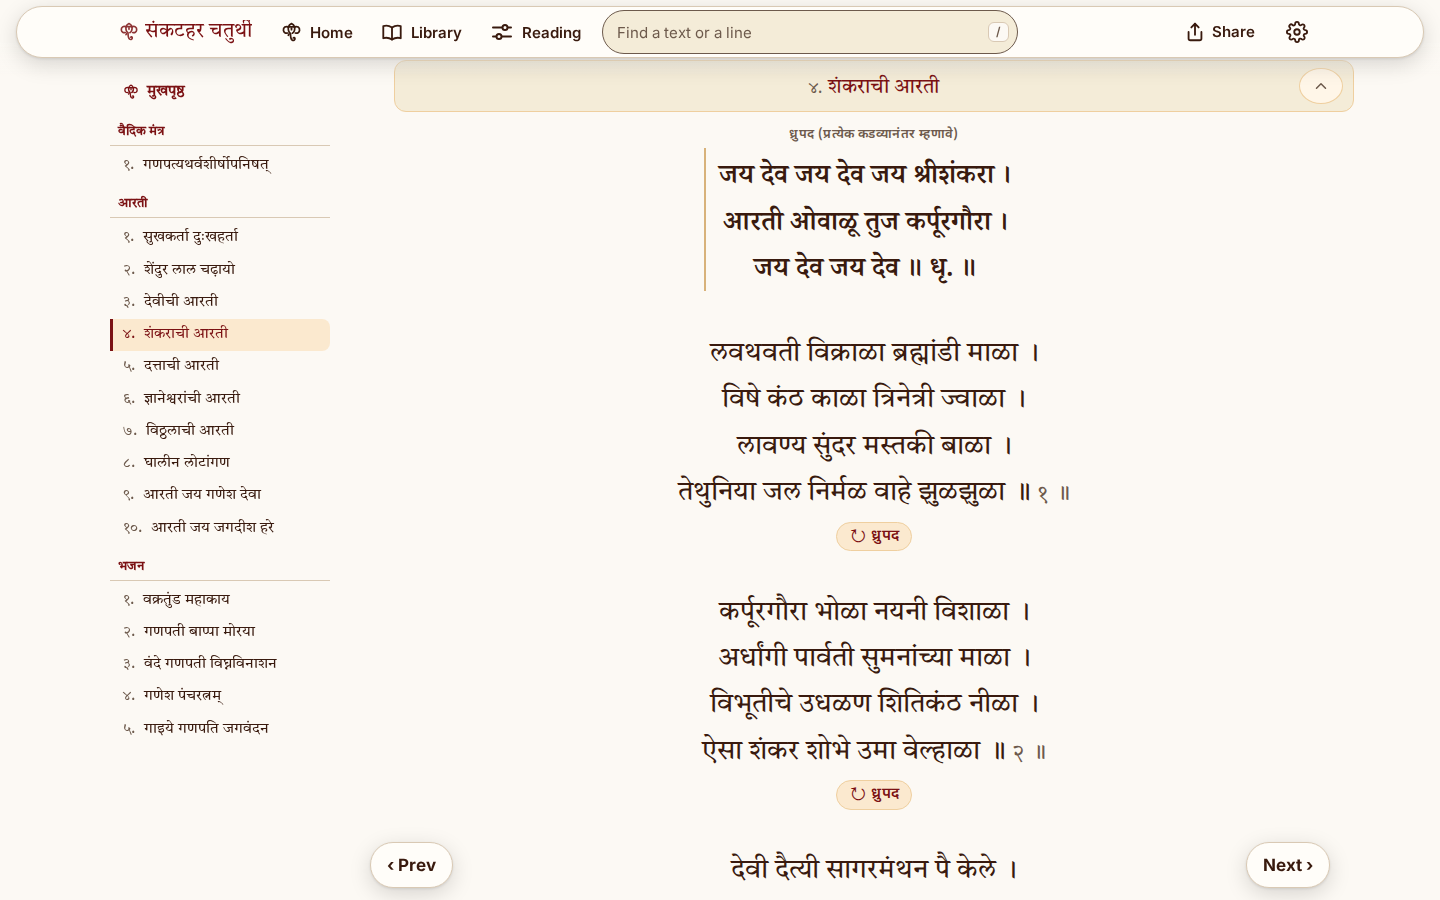 संकटहर चतुर्थी
Home
Library
Reading
Find a text or a line
/
Share
मुखपृष्ठ
वैदिक मंत्र
१. गणपत्यथर्वशीर्षोपनिषत्
आरती
१. सुखकर्ता दुःखहर्ता
२. शेंदुर लाल चढ़ायो
३. देवीची आरती
४. शंकराची आरती
५. दत्ताची आरती
६. ज्ञानेश्वरांची आरती
७. विठ्ठलाची आरती
८. घालीन लोटांगण
९. आरती जय गणेश देवा
१०. आरती जय जगदीश हरे
भजन
१. वक्रतुंड महाकाय
२. गणपती बाप्पा मोरया
३. वंदे गणपती विघ्नविनाशन
४. गणेश पंचरत्नम्
५. गाइये गणपति जगवंदन
४. शंकराची आरती
ध्रुपद (प्रत्येक कडव्यानंतर म्हणावे)
जय देव जय देव जय श्रीशंकरा ।
आरती ओवाळू तुज कर्पूरगौरा ।
जय देव जय देव ॥ धृ. ॥
लवथवती विक्राळा ब्रह्मांडी माळा ।
विषे कंठ काळा त्रिनेत्री ज्वाळा ।
लावण्य सुंदर मस्तकी बाळा ।
तेथुनिया जल निर्मळ वाहे झुळझुळा ॥ १ ॥
ध्रुपद
कर्पूरगौरा भोळा नयनी विशाळा ।
अर्धांगी पार्वती सुमनांच्या माळा ।
विभूतीचे उधळण शितिकंठ नीळा ।
ऐसा शंकर शोभे उमा वेल्हाळा ॥ २ ॥
ध्रुपद
देवी दैत्यी सागरमंथन पै केले ।
‹ Prev
Next ›